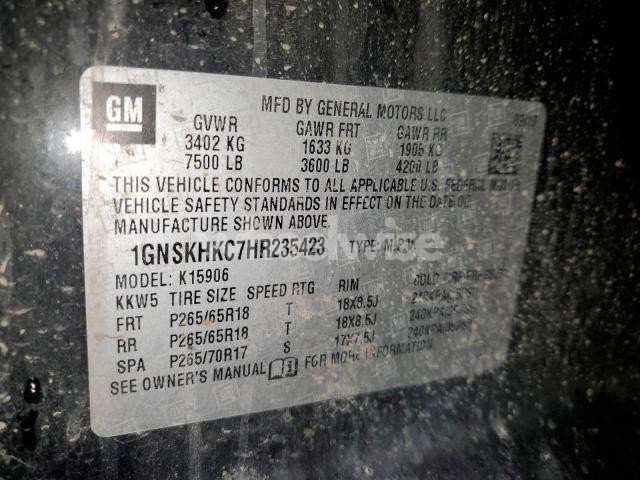 GM
MFD BY GENERAL MOTORS LLC
GVWR GAWR FRT GAWR RR
3402 KG 1633 KG 1905 KG
7500 LB 3600 LB 4200 LB
THIS VEHICLE CONFORMS TO ALL APPLICABLE U.S. FEDERAL
VEHICLE SAFETY STANDARDS IN EFFECT ON THE DATE OF
MANUFACTURE SHOWN ABOVE.
1GNSKHKC7HR235423 TYPE: M.P.V.
MODEL: K15906
KKW5 TIRE SIZE SPEED RTG RIM
FRT P265/65R18 T 18X8.5J
RR P265/65R18 T 18X8.5J
SPA P265/70R17 S 17X7.5J
SEE OWNER'S MANUAL FOR MORE INFORMATION